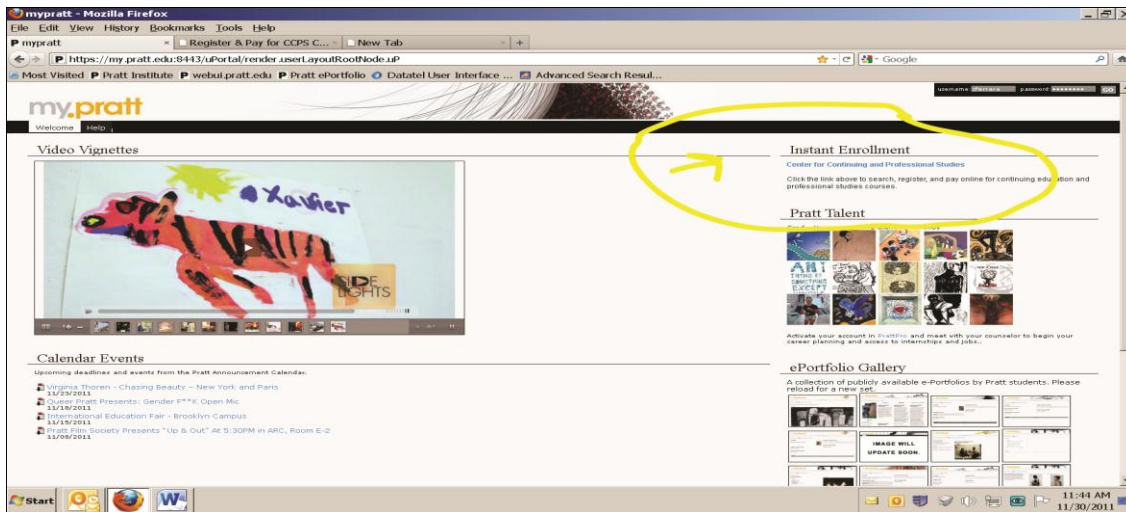 mypratt - Mozilla Firefox
File Edit View History Bookmarks Tools Help
mypratt
Register & Pay for CCPS C...
New Tab
https://my.pratt.edu:8443/uPortal/render.userLayoutRootNode.uP
Google
Most Visited Pratt Institute webui.pratt.edu Pratt ePortfolio Datatel User Interface ... Advanced Search Resul...
username password GO
my.pratt
Welcome Help
Video Vignettes
Xavier
SIDE
LIGHTS
Calendar Events
Upcoming deadlines and events from the Pratt Announcement Calendar.
Virginia Thoren - Chasing Beauty – New York and Paris
11/23/2011
Queer Pratt Presents: Gender F**K Open Mic
11/18/2011
International Education Fair - Brooklyn Campus
11/15/2011
Pratt Film Society Presents "Up & Out" At 5:30PM in ARC, Room E-2
11/08/2011
Instant Enrollment
Center for Continuing and Professional Studies
Click the link above to search, register, and pay online for continuing education and
professional studies courses.
Pratt Talent
Activate your account in PrattPro and meet with your counselor to begin your
career planning and access to internships and jobs..
ePortfolio Gallery
A collection of publicly available e-Portfolios by Pratt students. Please
reload for a new set.
IMAGE WILL
UPDATE SOON.
Start
11:44 AM
11/30/2011